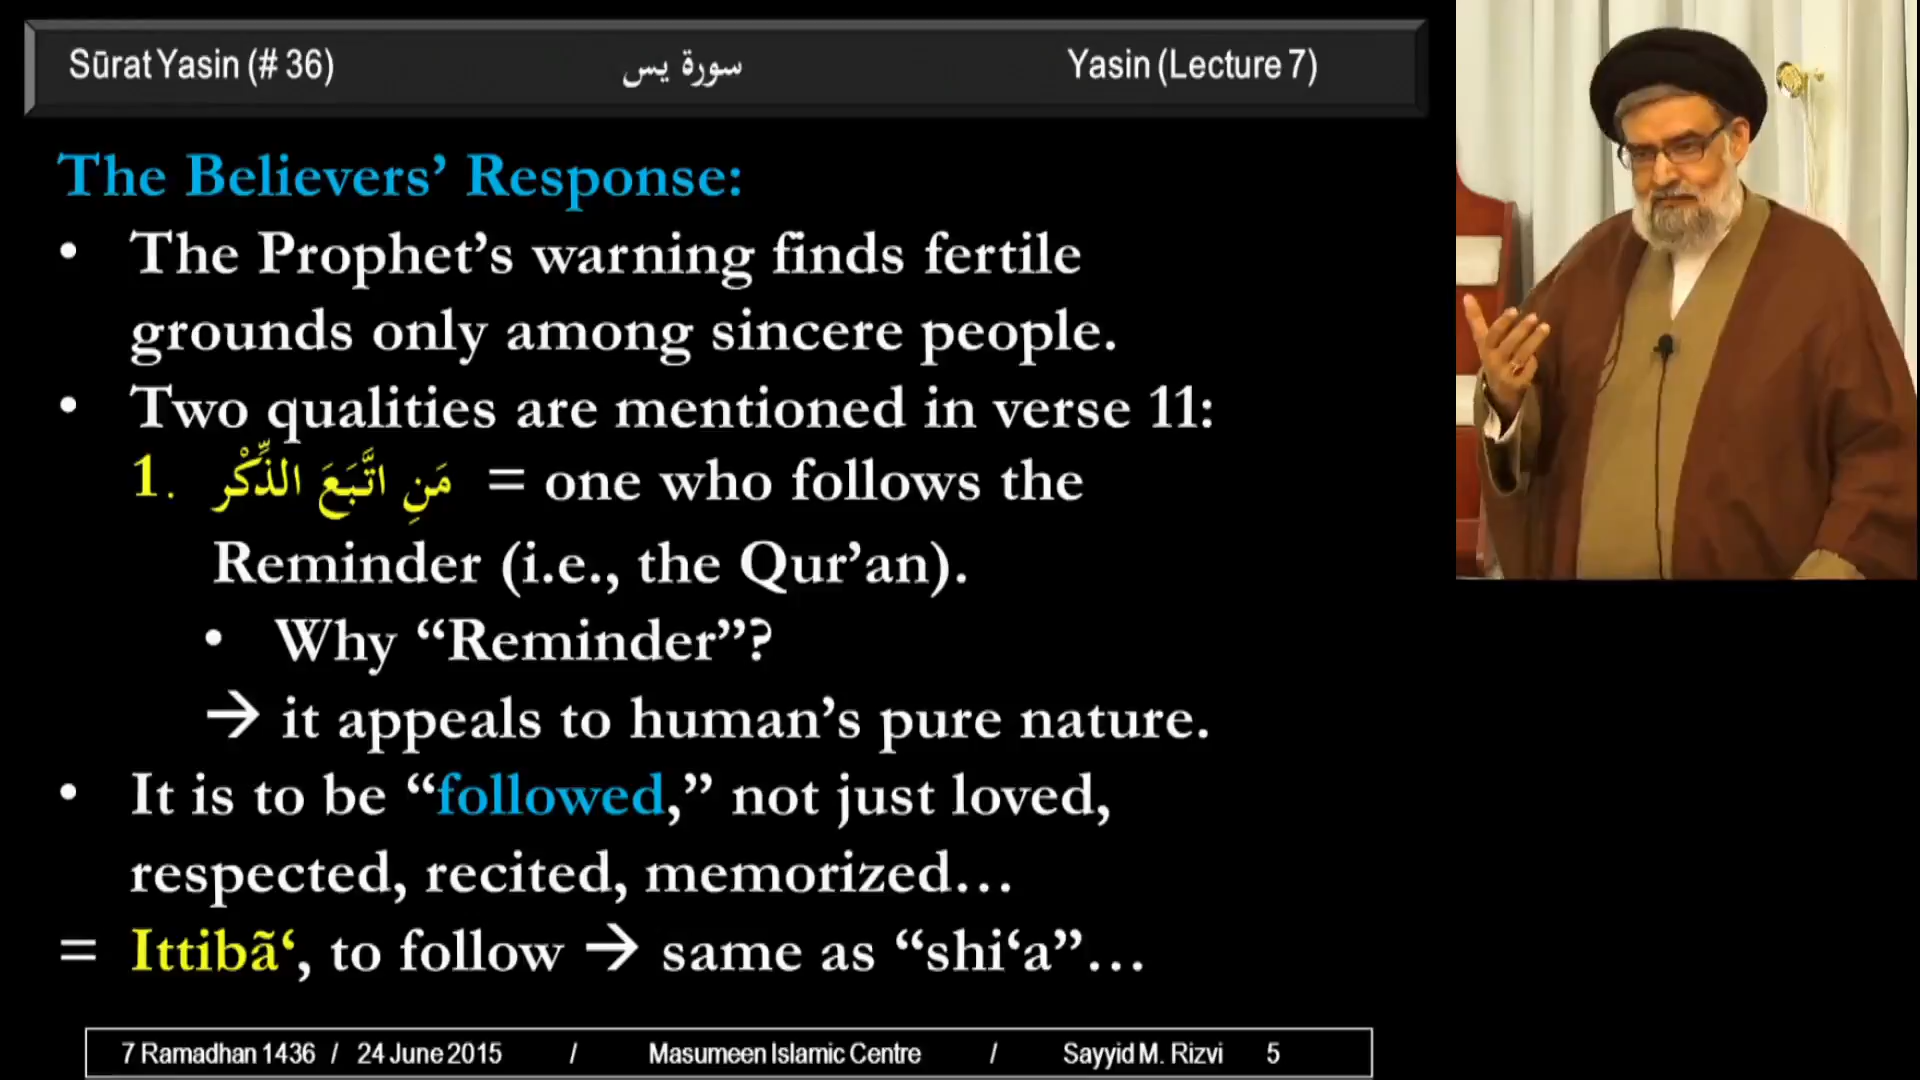 Sūrat Yasin (# 36) سورة يس Yasin (Lecture 7)
The Believers’ Response:
• The Prophet’s warning finds fertile
grounds only among sincere people.
• Two qualities are mentioned in verse 11:
1. مَنِ اتَّبَعَ الذِّكْر = one who follows the
Reminder (i.e., the Qur’an).
• Why “Reminder”?
→ it appeals to human’s pure nature.
• It is to be “followed,” not just loved,
respected, recited, memorized…
= Ittibã‘, to follow → same as “shi‘a”…
7 Ramadhan 1436 / 24 June 2015 / Masumeen Islamic Centre / Sayyid M. Rizvi 5